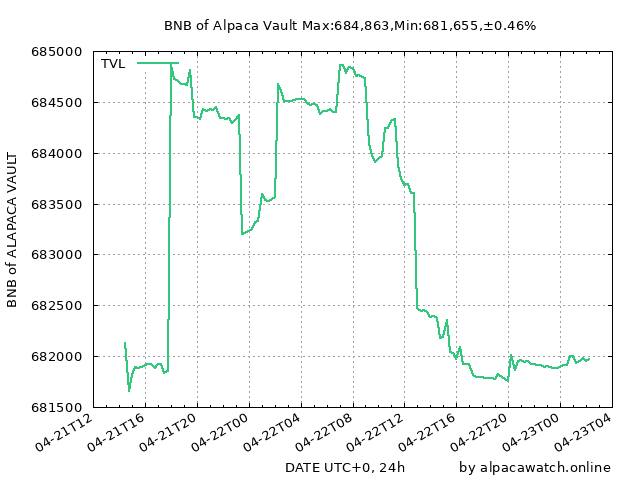 BNB of Alpaca Vault Max:684,863,Min:681,655,±0.46%
TVL
685000
684500
684000
683500
683000
682500
682000
681500
BNB of ALAPACA VAULT
04-21T12
04-21T16
04-21T20
04-22T00
04-22T04
04-22T08
04-22T12
04-22T16
04-22T20
04-23T00
04-23T04
DATE UTC+0, 24h
by alpacawatch.online